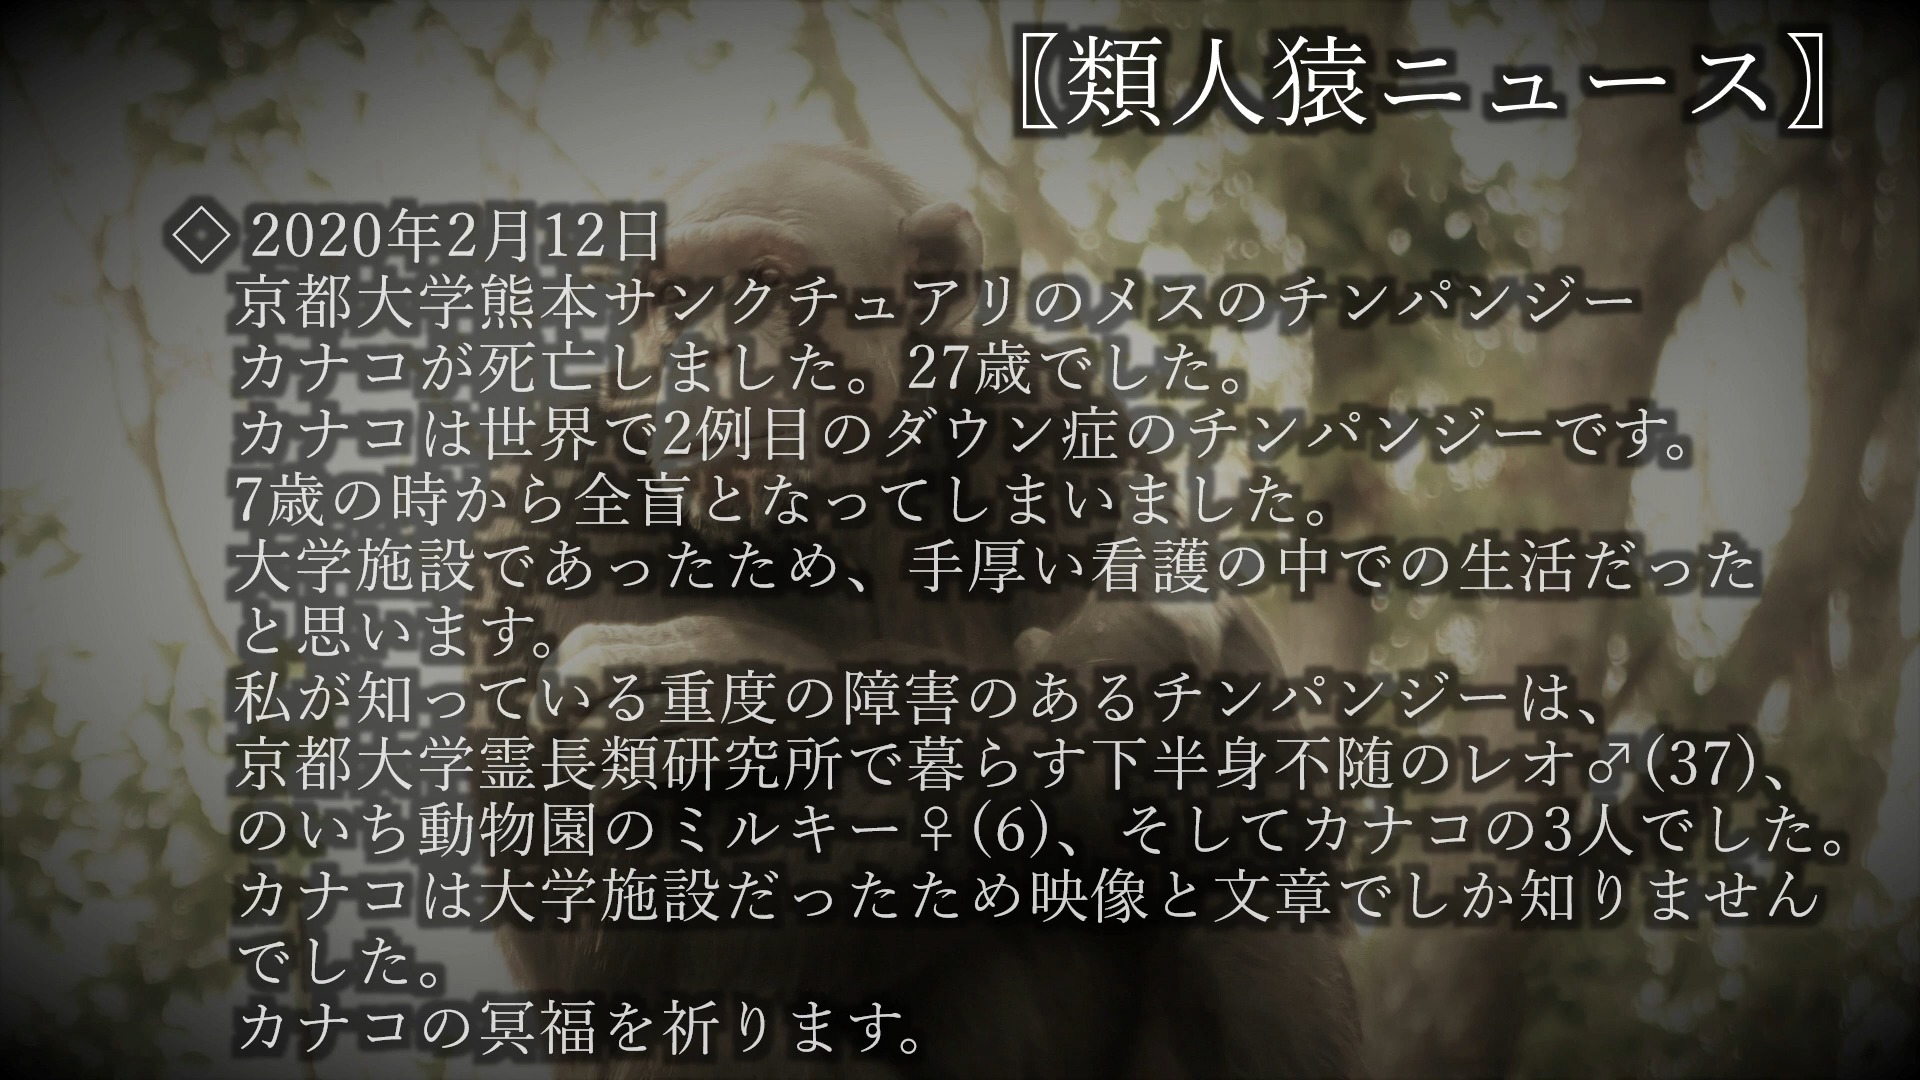 〖類人猿ニュース〗
◇2020年2月12日
京都大学熊本サンクチュアリのメスのチンパンジー
カナコが死亡しました。27歳でした。
カナコは世界で2例目のダウン症のチンパンジーです。
7歳の時から全盲となってしまいました。
大学施設であったため、手厚い看護の中での生活だった
と思います。
私が知っている重度の障害のあるチンパンジーは、
京都大学霊長類研究所で暮らす下半身不随のレオ♂(37)、
のいち動物園のミルキー♀(6)、そしてカナコの3人でした。
カナコは大学施設だったため映像と文章でしか知りません
でした。
カナコの冥福を祈ります。